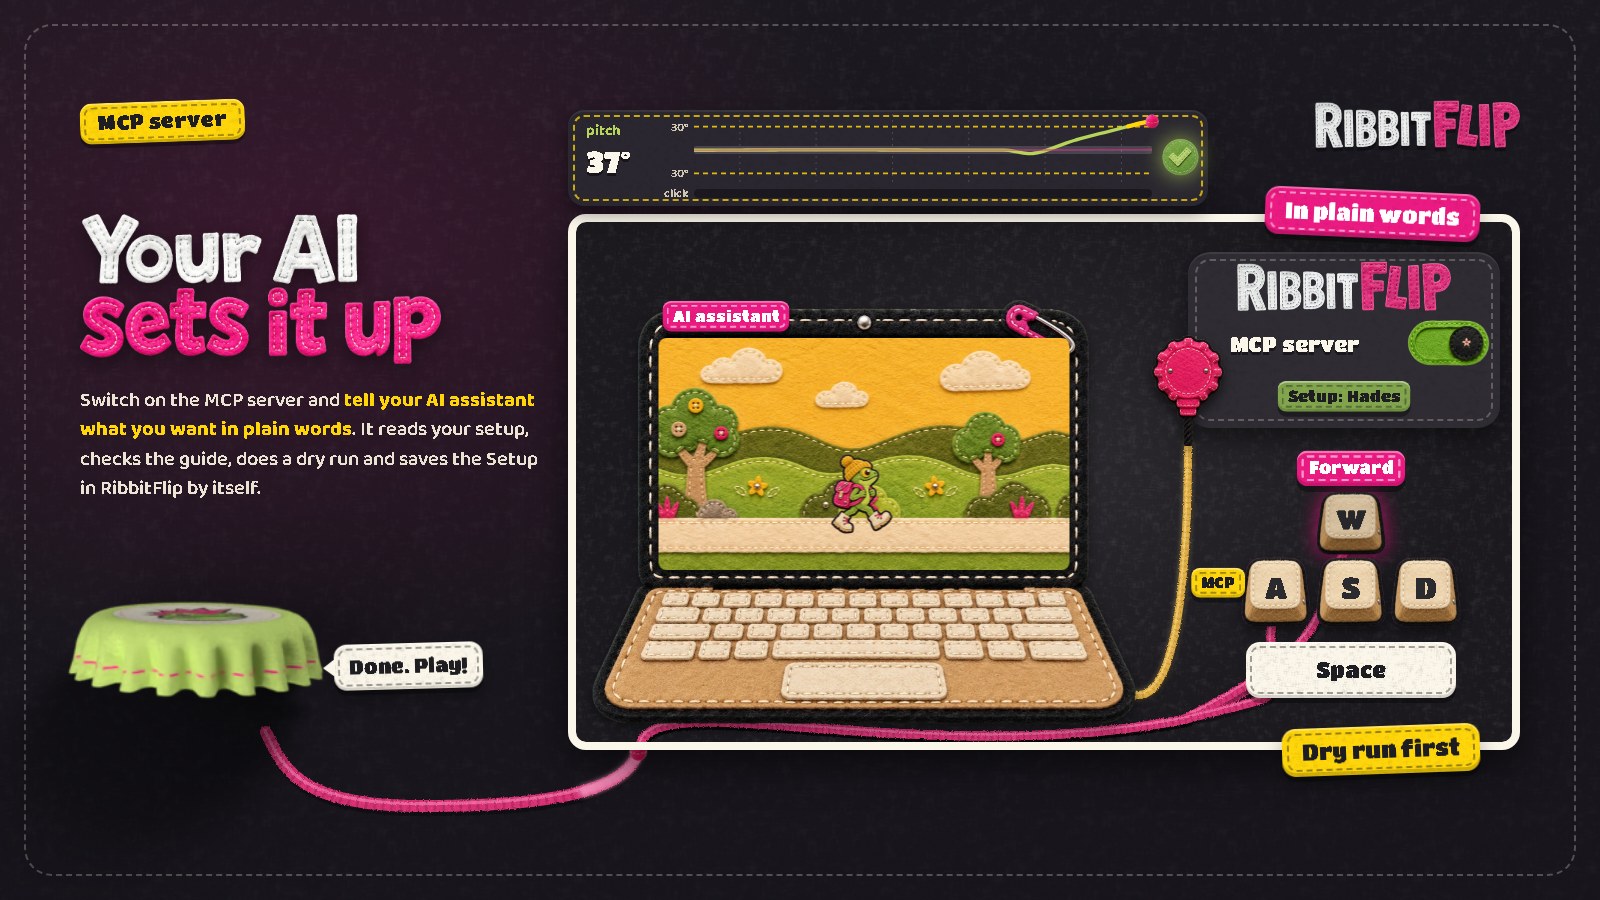 MCP server
RIBBITFLIP
pitch
37°
30°
30°
click
In plain words
Your AI
sets it up
Switch on the MCP server and tell your AI assistant
what you want in plain words. It reads your setup,
checks the guide, does a dry run and saves the Setup
in RibbitFlip by itself.
AI assistant
RIBBITFLIP
MCP server
Setup: Hades
Forward
W
MCP
A
S
D
Space
Done. Play!
Dry run first